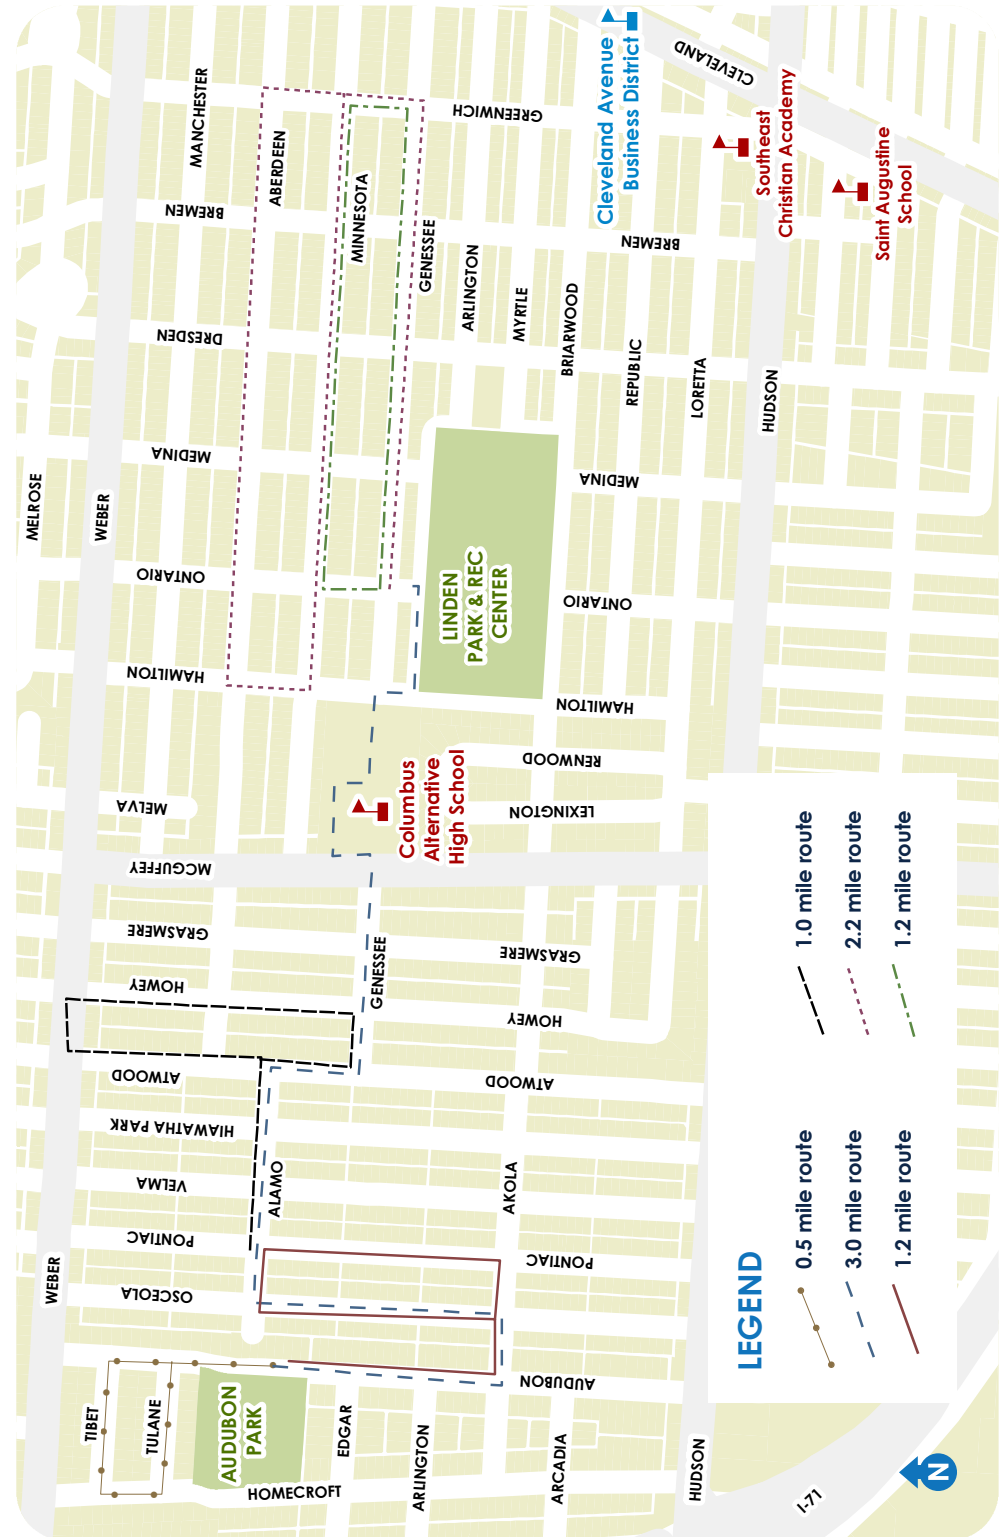 MELROSE
WEBER
WEBER
MANCHESTER
ABERDEEN
MINNESOTA
GENESSEE
ARLINGTON
MYRTLE
BRIARWOOD
REPUBLIC
LORETTA
HUDSON
GREENWICH
BREMEN
BREMEN
DRESDEN
MEDINA
MEDINA
ONTARIO
ONTARIO
HAMILTON
HAMILTON
RENWOOD
LEXINGTON
MELVA
MCGUFFEY
GRASMERE
GRASMERE
HOWEY
HOWEY
ATWOOD
ATWOOD
HIAWATHA PARK
VELMA
PONTIAC
PONTIAC
OSCEOLA
AUDUBON
GENESSEE
ALAMO
AKOLA
TIBET
TULANE
EDGAR
ARLINGTON
ARCADIA
HUDSON
HOMECROFT
I-71
CLEVELAND
Cleveland Avenue
Business District
Southeast
Christian Academy
Saint Augustine
School
Columbus
Alternative
High School
LINDEN
PARK & REC
CENTER
AUDUBON
PARK
LEGEND
0.5 mile route
3.0 mile route
1.2 mile route
1.0 mile route
2.2 mile route
1.2 mile route
N